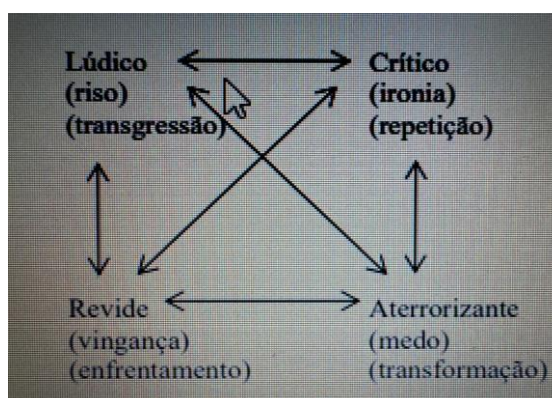 Lúdico
(riso)
(transgressão)
Crítico
(ironia)
(repetição)
Revide
(vingança)
(enfrentamento)
Aterrorizante
(medo)
(transformação)